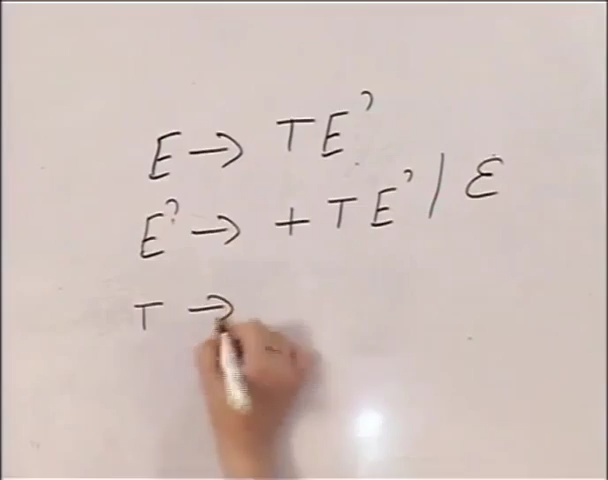 E → TE'
E' → + TE' / ε
T →